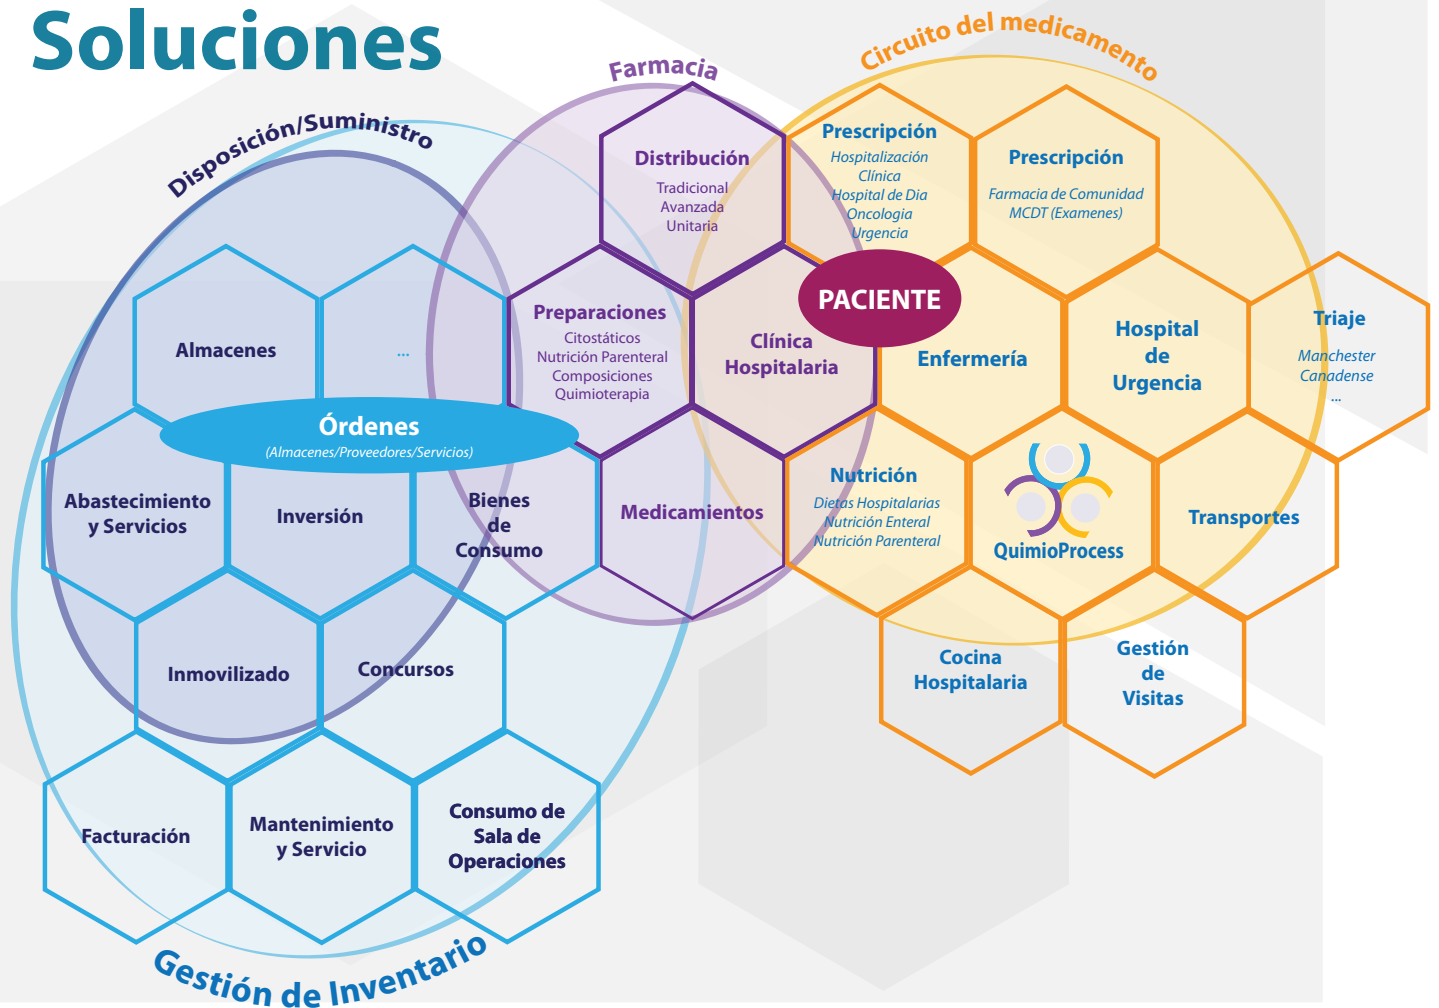 Soluciones
Disposición/Suministro
Farmacia
Circuito del medicamento
Distribución
Tradicional
Avanzada
Unitaria
Prescripción
Hospitalización
Clínica
Hospital de Dia
Oncologia
Urgencia
Prescripción
Farmacia de Comunidad
MCDT (Examenes)
PACIENTE
Almacenes
...
Preparaciones
Citostáticos
Nutrición Parenteral
Composiciones
Quimioterapia
Clínica
Hospitalaria
Enfermería
Hospital
de
Urgencia
Triaje
Manchester
Canadense
...
Órdenes
(Almacenes/Proveedores/Servicios)
Abastecimiento
y Servicios
Inversión
Bienes
de
Consumo
Medicamientos
Nutrición
Dietas Hospitalarias
Nutrición Enteral
Nutrición Parenteral
QuimioProcess
Transportes
Inmovilizado
Concursos
Cocina
Hospitalaria
Gestión
de
Visitas
Facturación
Mantenimiento
y Servicio
Consumo de
Sala de
Operaciones
Gestión de Inventario